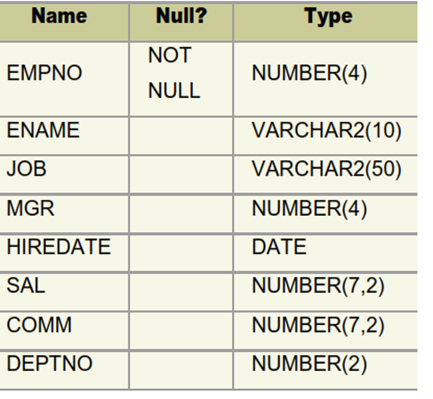 Name Null? Type
EMPNO NOT NULL NUMBER(4)
ENAME VARCHAR2(10)
JOB VARCHAR2(50)
MGR NUMBER(4)
HIREDATE DATE
SAL NUMBER(7,2)
COMM NUMBER(7,2)
DEPTNO NUMBER(2)